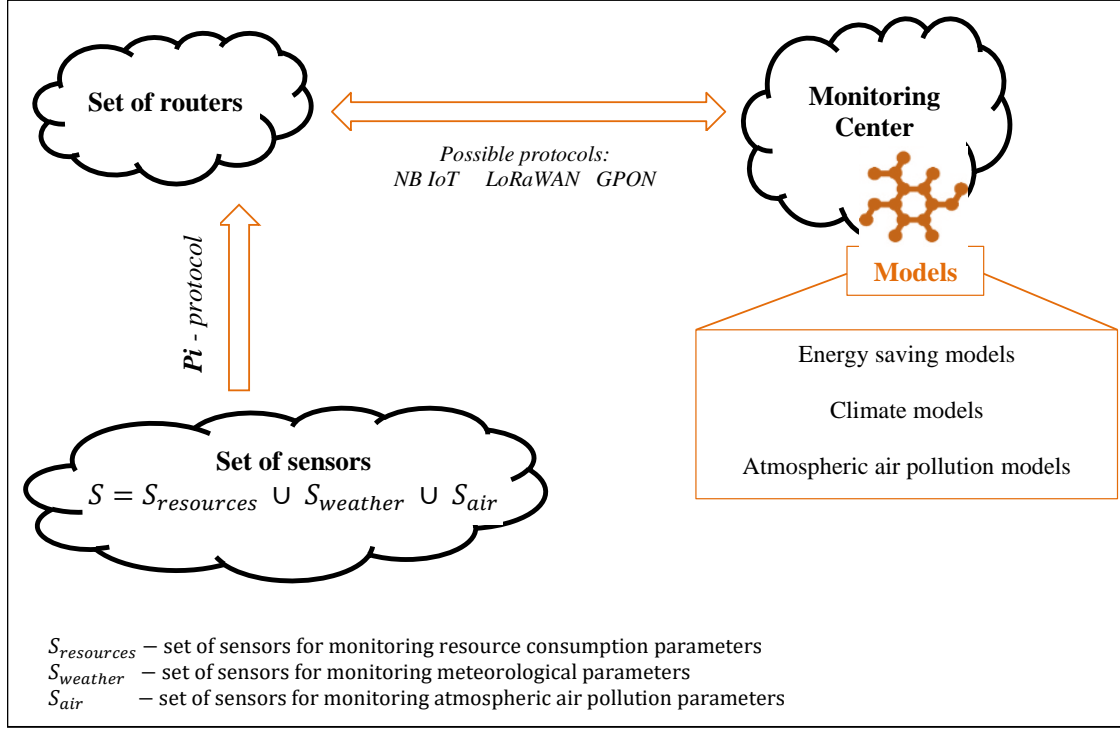 Set of routers
Monitoring
Center
Possible protocols:
NB IoT LoRaWAN GPON
Pi - protocol
Models
Energy saving models
Climate models
Atmospheric air pollution models
Set of sensors
S = S_resources ∪ S_weather ∪ S_air
S_resources – set of sensors for monitoring resource consumption parameters
S_weather – set of sensors for monitoring meteorological parameters
S_air – set of sensors for monitoring atmospheric air pollution parameters